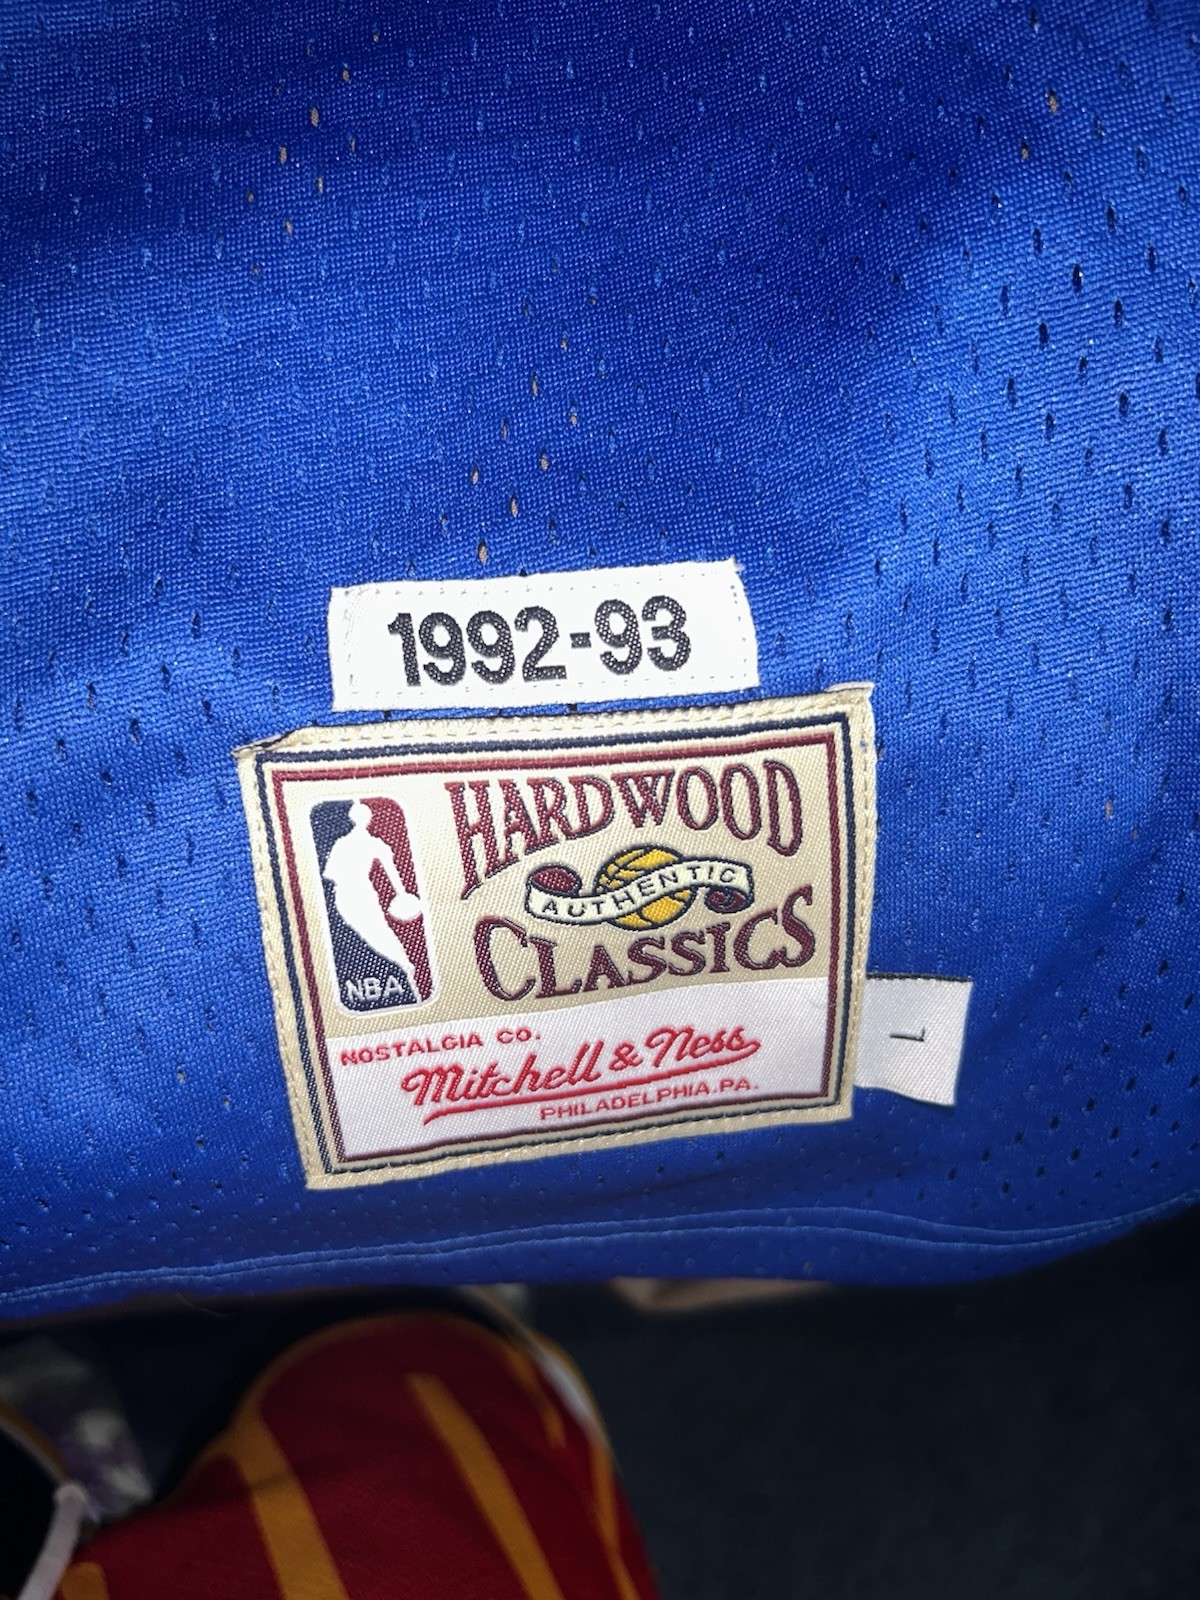 1992-93
HARDWOOD
AUTHENTIC
CLASSICS
NBA
NOSTALGIA CO.
Mitchell & Ness
PHILADELPHIA.PA.
L